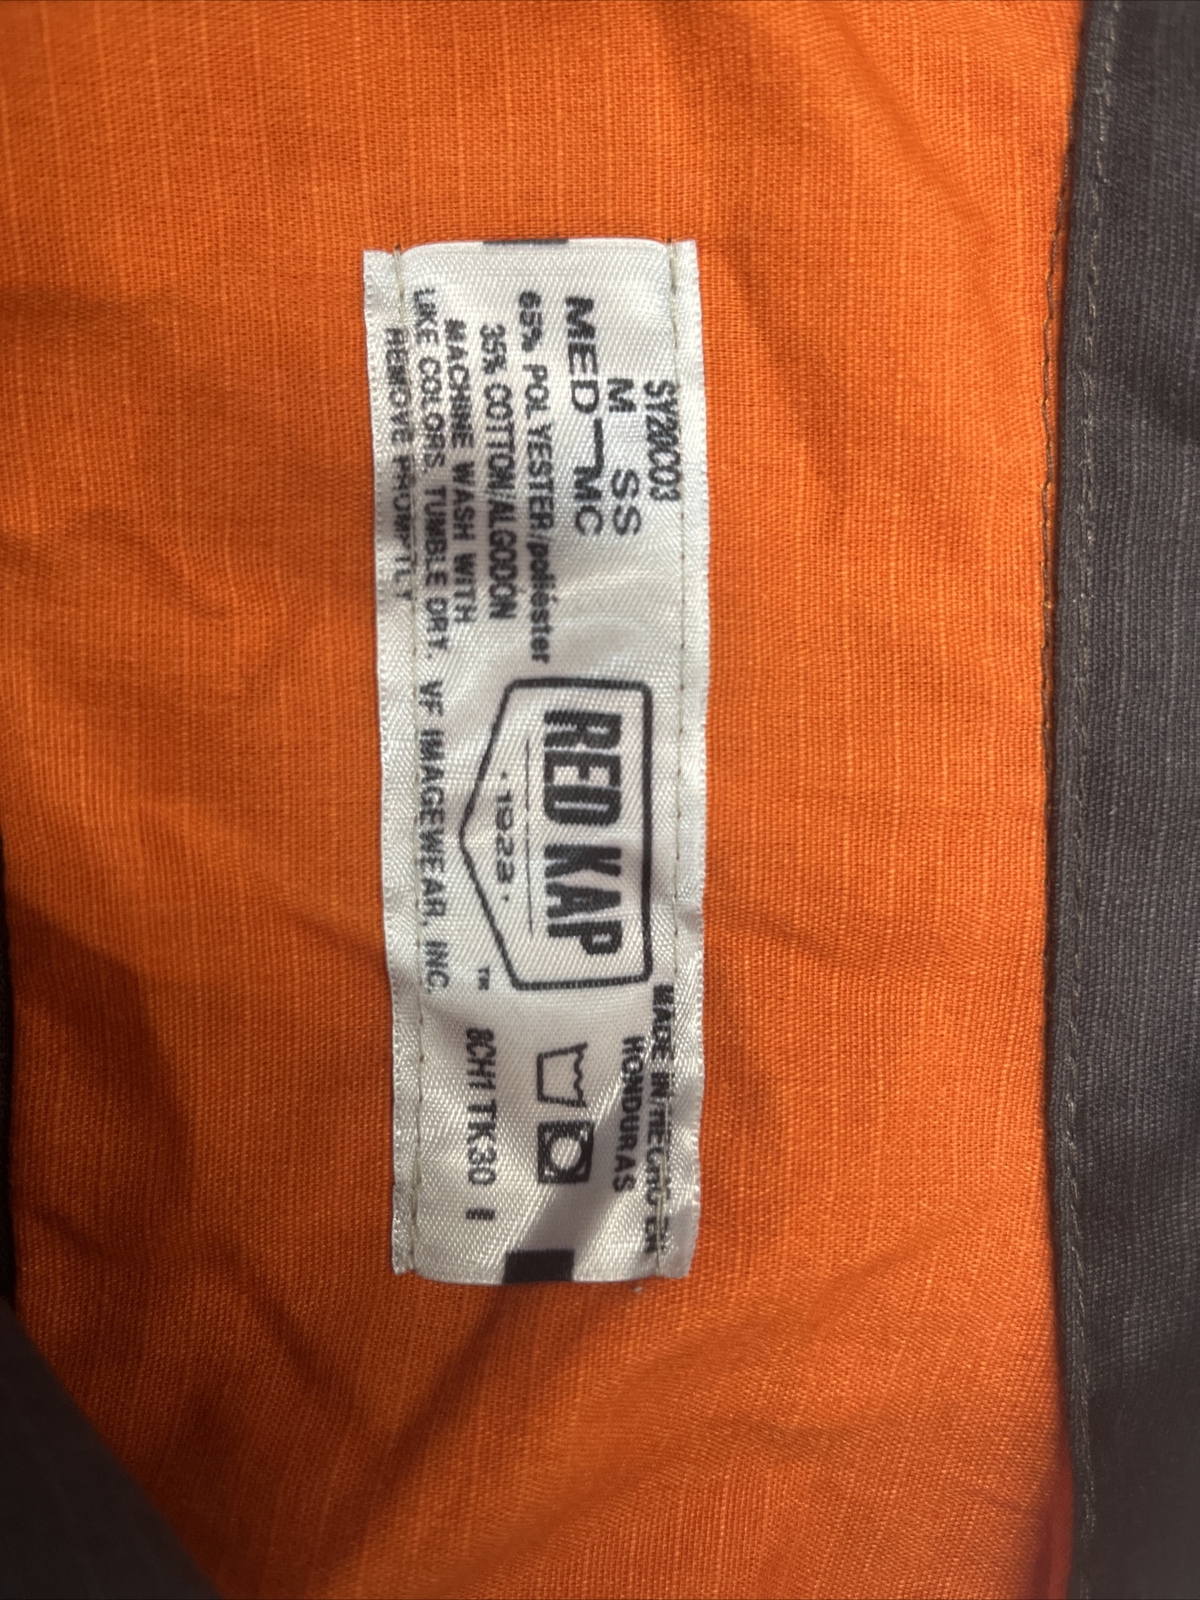 SY20CO3
M SS
MED-MC
65% POLYESTER/poliéster
35% COTTON/ALGODON
MACHINE WASH WITH
LIKE COLORS, TUMBLE DRY,
REMOVE PROMPTLY
RED KAP
·1923·
TM
VF IMAGEWEAR, INC.
MADE IN/HECHO EN
HONDURAS
8CH1 TK30